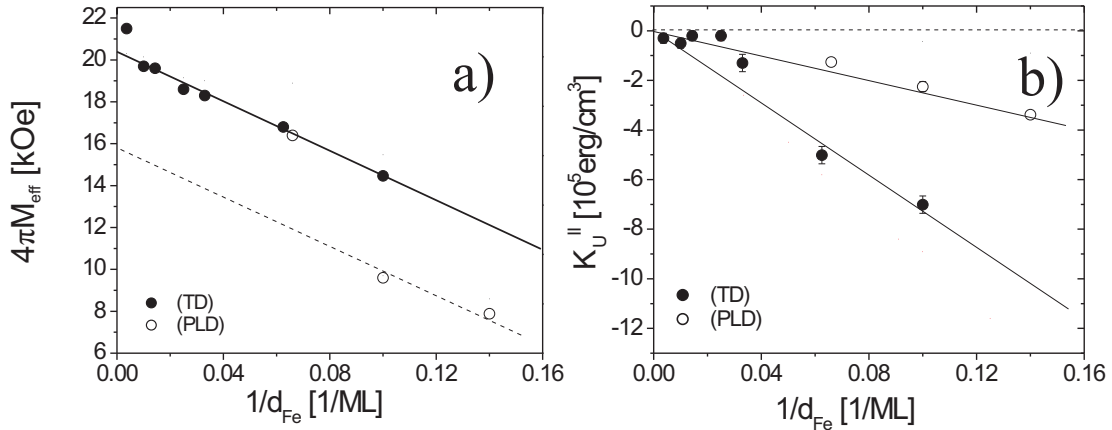 22
20
18
16
14
12
10
8
6
4πM_eff [kOe]
a)
(TD)
(PLD)
0.00 0.04 0.08 0.12 0.16
1/d_Fe [1/ML]
0
-2
-4
-6
-8
-10
-12
K_U^II [10^5erg/cm^3]
b)
(TD)
(PLD)
0.00 0.04 0.08 0.12 0.16
1/d_Fe [1/ML]